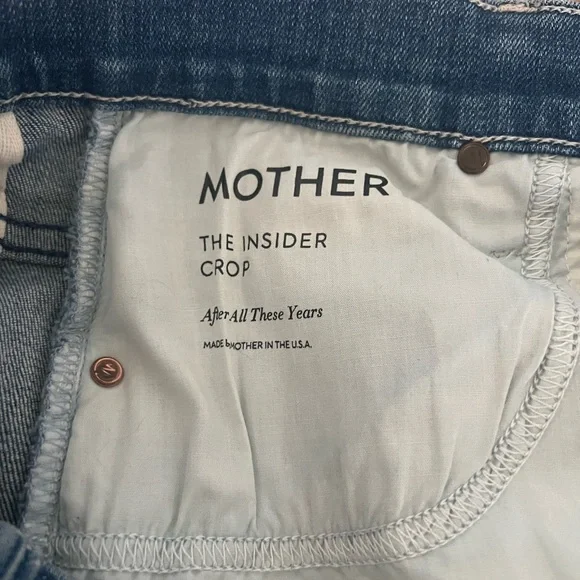 MOTHER
THE INSIDER
CROP
After All These Years
MADE by MOTHER IN THE U.S.A.